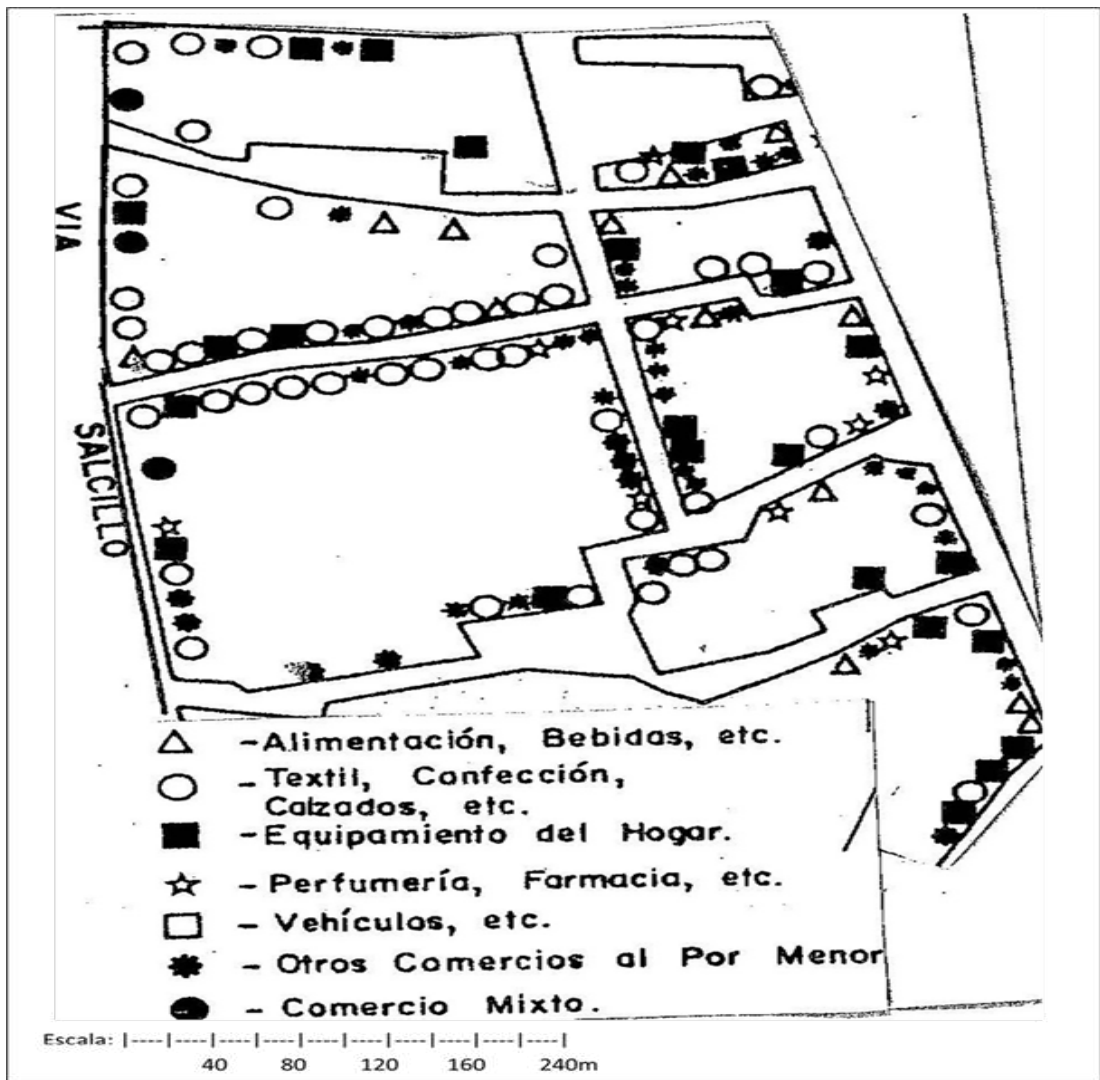 VIA
SALCILLO
-Alimentación, Bebidas, etc.
- Textil, Confección,
Calzados, etc.
-Equipamiento del Hogar.
- Perfumería, Farmacia, etc.
- Vehículos, etc.
- Otros Comercios al Por Menor
- Comercio Mixto.
Escala: |----|----|----|----|----|----|----|----|----|----|
40 80 120 160 240m